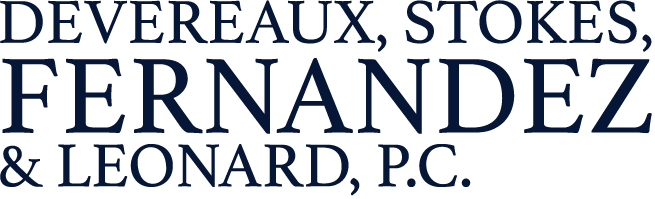 DEVEREAUX, STOKES,
FERNANDEZ
& LEONARD, P.C.